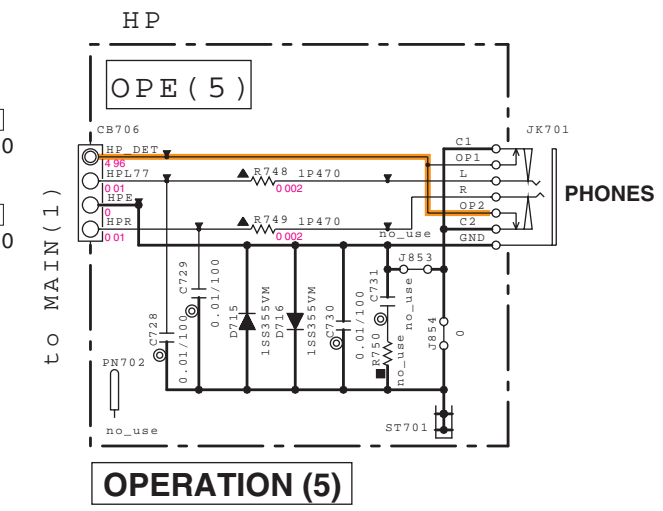 HP
OPE(5)
0
0
to MAIN(1)
CB706
HP_DET
4 96
HPL77
0 01
HPE
0
HPR
0 01
R748 1P470
0 002
R749 1P470
0 002
no_use
JK701
C1
OP1
L
R
OP2
C2
GND
PHONES
J853
J854
0
C728
0.01/100
C729
0.01/100
D715
1SS355VM
D716
1SS355VM
C730
0.01/100
C731
no_use
R750
no_use
PN702
no_use
ST701
OPERATION (5)